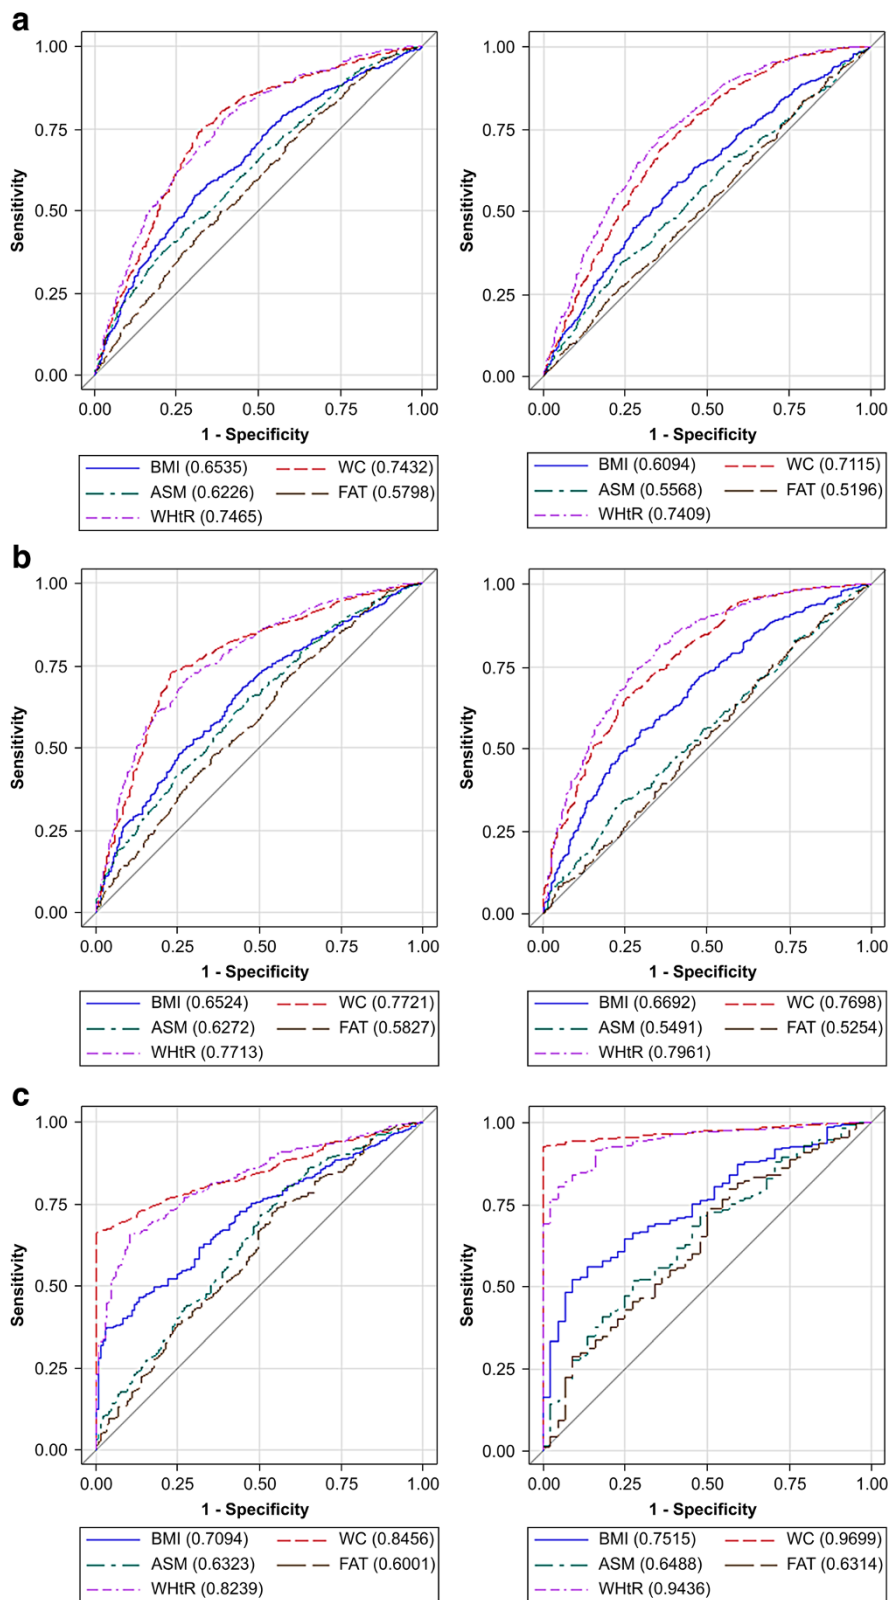 a
1.00 1.00
0.75 0.75
0.50 0.50
0.25 0.25
0.00 0.00
Sensitivity Sensitivity
0.00 0.25 0.50 0.75 1.00 0.00 0.25 0.50 0.75 1.00
1 - Specificity 1 - Specificity
BMI (0.6535) WC (0.7432) BMI (0.6094) WC (0.7115)
ASM (0.6226) FAT (0.5798) ASM (0.5568) FAT (0.5196)
WHtR (0.7465) WHtR (0.7409)
b
1.00 1.00
0.75 0.75
0.50 0.50
0.25 0.25
0.00 0.00
Sensitivity Sensitivity
0.00 0.25 0.50 0.75 1.00 0.00 0.25 0.50 0.75 1.00
1 - Specificity 1 - Specificity
BMI (0.6524) WC (0.7721) BMI (0.6692) WC (0.7698)
ASM (0.6272) FAT (0.5827) ASM (0.5491) FAT (0.5254)
WHtR (0.7713) WHtR (0.7961)
c
1.00 1.00
0.75 0.75
0.50 0.50
0.25 0.25
0.00 0.00
Sensitivity Sensitivity
0.00 0.25 0.50 0.75 1.00 0.00 0.25 0.50 0.75 1.00
1 - Specificity 1 - Specificity
BMI (0.7094) WC (0.8456) BMI (0.7515) WC (0.9699)
ASM (0.6323) FAT (0.6001) ASM (0.6488) FAT (0.6314)
WHtR (0.8239) WHtR (0.9436)